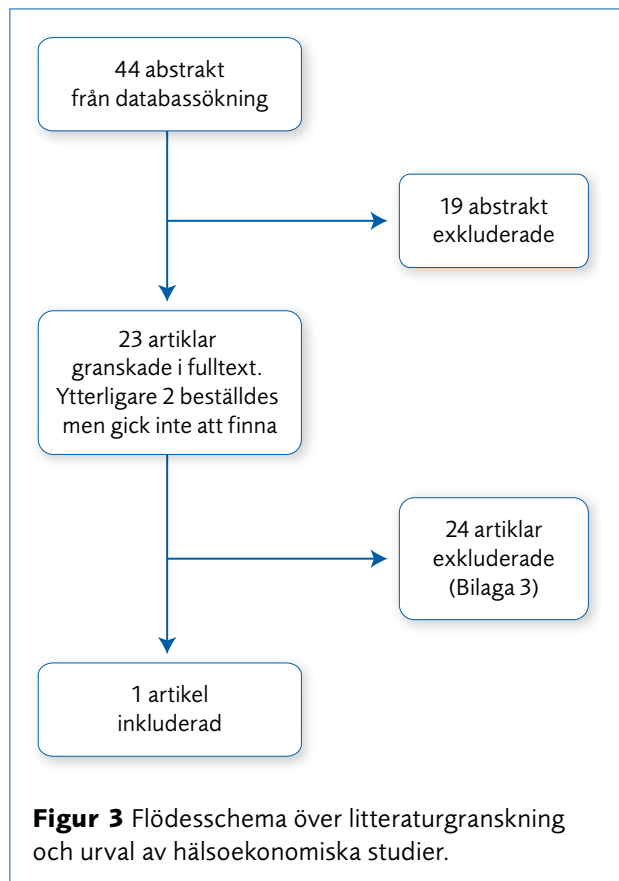 44 abstrakt
från databassökning
19 abstrakt
exkluderade
23 artiklar
granskade i fulltext.
Ytterligare 2 beställdes
men gick inte att finna
24 artiklar
exkluderade
(Bilaga 3)
1 artikel
inkluderad
Figur 3 Flödesschema över litteraturgranskning
och urval av hälsoekonomiska studier.